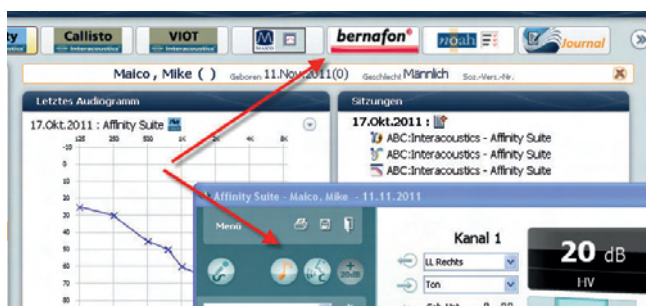 ty Callisto VIOT MAICO bernafon® noah Journal
Interacoustics Interacoustics
Maico, Mike ( ) Geboren 11.Nov.2011(0) Geschlecht Männlich Soz.-Vers.-Nr.
Letztes Audiogramm Sitzungen
17.Okt.2011 : Affinity Suite 17.Okt.2011 :
125 250 500 1K 2K 4K 8K
ABC:Interacoustics - Affinity Suite
ABC:Interacoustics - Affinity Suite
ABC:Interacoustics - Affinity Suite
-10
0
10
20
30
40
50
60
70
80
Affinity Suite - Maico, Mike - 11.11.2011
Menü
+
20dB
Kanal 1
LL Rechts
Ton
20 dB
HV